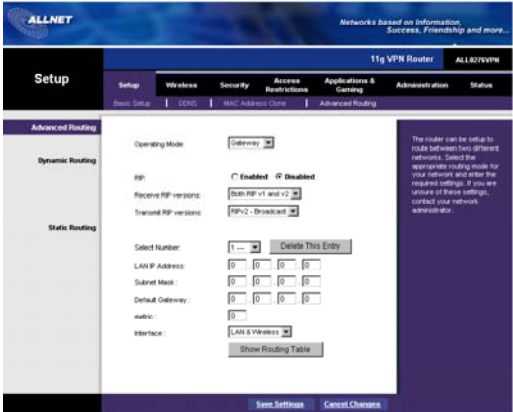 ALLNET
Networks based on Information,
Success, Friendship and more...
11g VPN Router
ALL0276VPN
Setup
Setup
Wireless
Security
Access Restrictions
Applications & Gaming
Administration
Status
Basic Setup | DDNS | MAC Address Clone | Advanced Routing
Advanced Routing
Operating Mode: Gateway
Dynamic Routing
RIP: Enabled Disabled
Receive RIP versions: Both RIP v1 and v2
Transmit RIP versions: RIPv2 - Broadcast
Static Routing
Select Number: 1 --- Delete This Entry
LAN IP Address: 0 . 0 . 0 . 0
Subnet Mask : 0 . 0 . 0 . 0
Default Gateway : 0 . 0 . 0 . 0
metric : 0
Interface : LAN & Wireless
Show Routing Table
The router can be setup to
route between two different
networks. Select the
appropriate routing mode for
your network and enter the
required settings. If you are
unsure of these settings,
contact your network
administrator.
Save Settings
Cancel Changes